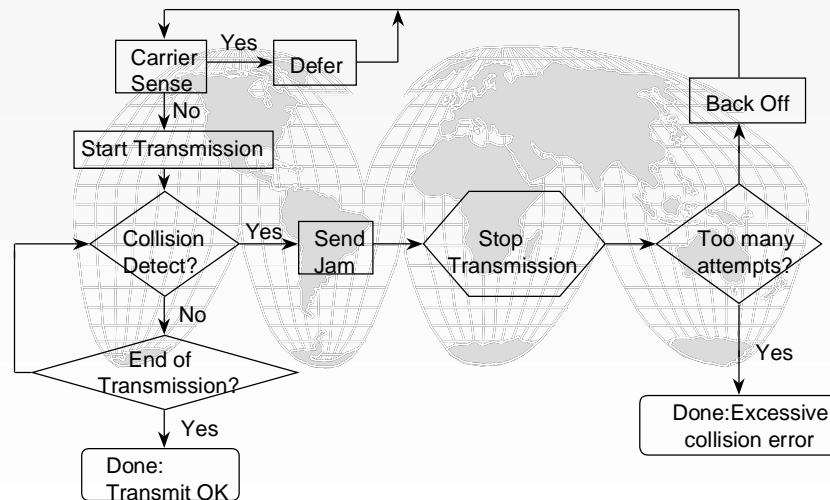 Carrier
Sense
Yes
Defer
Back Off
No
Start Transmission
Collision
Detect?
Yes
Send
Jam
Stop
Transmission
Too many
attempts?
No
End of
Transmission?
Yes
Yes
Done:
Transmit OK
Done:Excessive
collision error